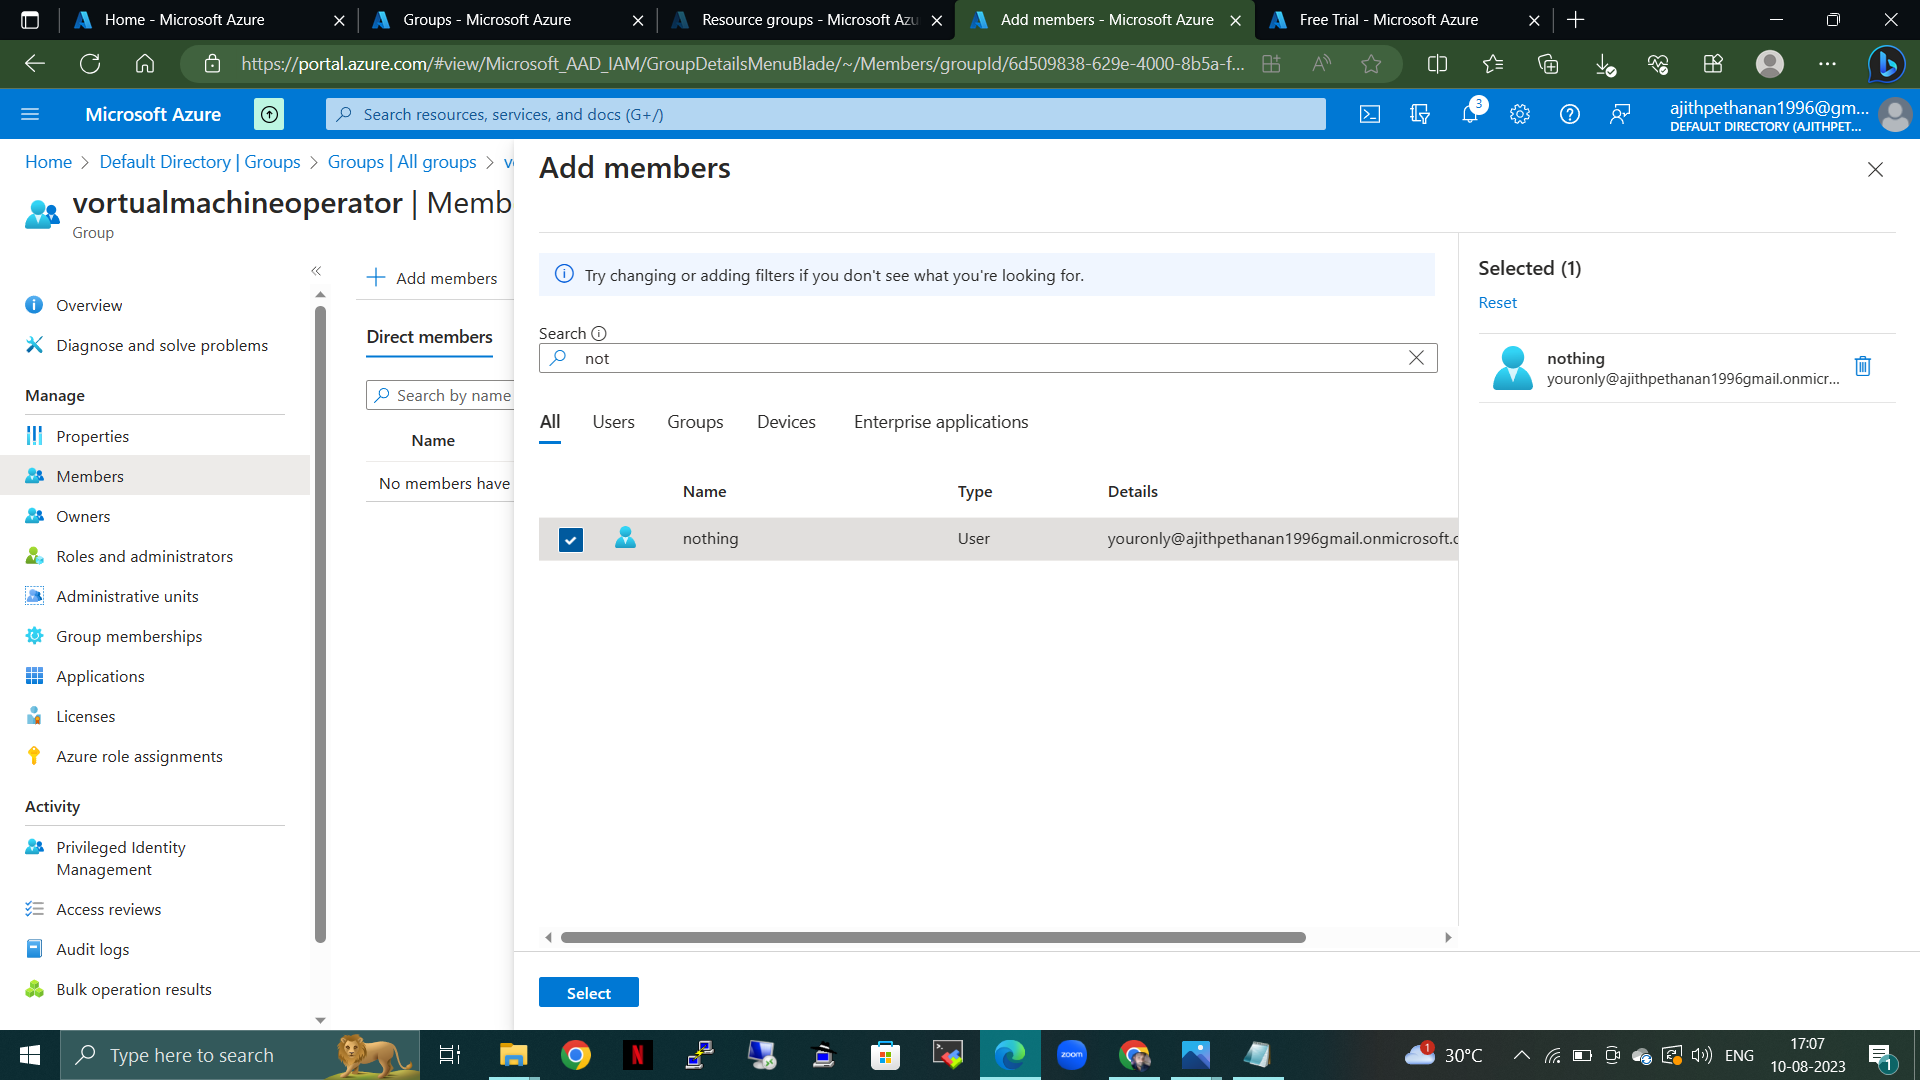 Home - Microsoft Azure
Groups - Microsoft Azure
Resource groups - Microsoft Azu
Add members - Microsoft Azure
Free Trial - Microsoft Azure
https://portal.azure.com/#view/Microsoft_AAD_IAM/GroupDetailsMenuBlade/~/Members/groupId/6d509838-629e-4000-8b5a-f...
Microsoft Azure
Search resources, services, and docs (G+/)
3
ajithpethanan1996@gm...
DEFAULT DIRECTORY (AJITHPET...
Home > Default Directory | Groups > Groups | All groups > v
vortualmachineoperator | Memb
Group
Overview
Diagnose and solve problems
Manage
Properties
Members
Owners
Roles and administrators
Administrative units
Group memberships
Applications
Licenses
Azure role assignments
Activity
Privileged Identity
Management
Access reviews
Audit logs
Bulk operation results
Add members
Direct members
Search by name
Name
No members have
Add members
Try changing or adding filters if you don't see what you're looking for.
Search
not
All Users Groups Devices Enterprise applications
Name Type Details
nothing User youronly@ajithpethanan1996gmail.onmicrosoft.c
Select
Selected (1)
Reset
nothing
youronly@ajithpethanan1996gmail.onmicr...
Type here to search
N
zoom
1
30°C
ENG
17:07
10-08-2023
1